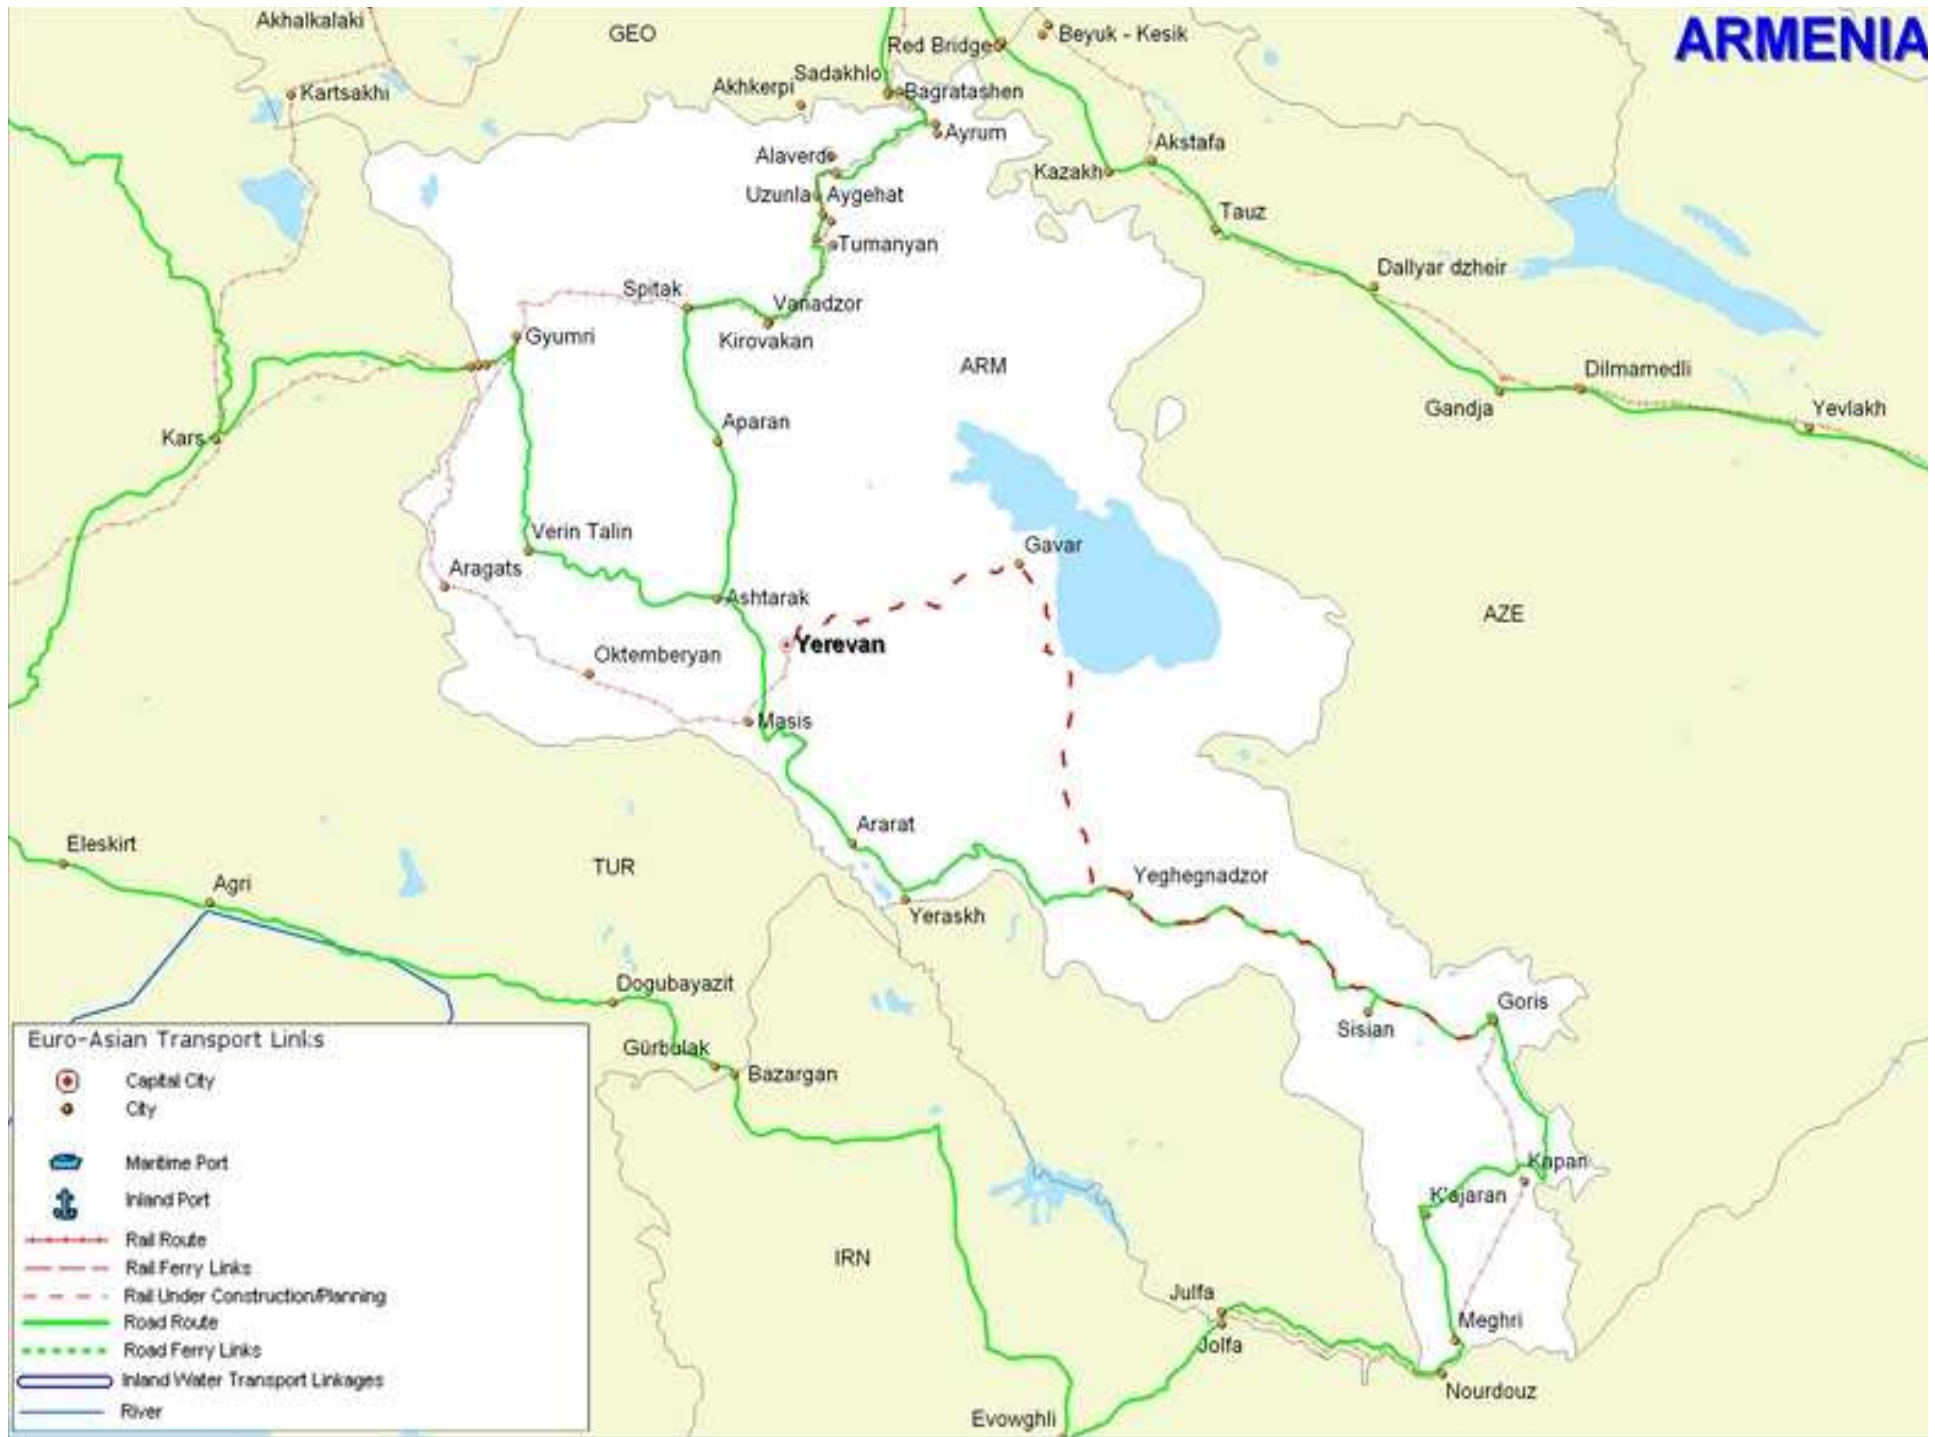 ARMENIA
Akhalkalaki
GEO
Red Bridge
Beyuk - Kesik
Sadakhlo
Akhkerpi
Kartsakhi
Bagratashen
Ayrum
Alaverdi
Akstafa
Kazakh
Uzunla
Aygehat
Tauz
Tumanyan
Dallyar dzheir
Spitak
Vanadzor
Gyumri
Kirovakan
ARM
Dilmamedli
Gandja
Yevlakh
Kars
Aparan
Verin Talin
Gavar
Aragats
Ashtarak
AZE
Yerevan
Oktemberyan
Masis
Ararat
Eleskirt
TUR
Agri
Yeghegnadzor
Yeraskh
Dogubayazit
Goris
Sisian
Gürbulak
Bazargan
Kapan
K'ajaran
IRN
Julfa
Jolfa
Meghri
Nourdouz
Evowghli
Euro-Asian Transport Links
Capital City
City
Maritime Port
Inland Port
Rail Route
Rail Ferry Links
Rail Under Construction/Planning
Road Route
Road Ferry Links
Inland Water Transport Linkages
River